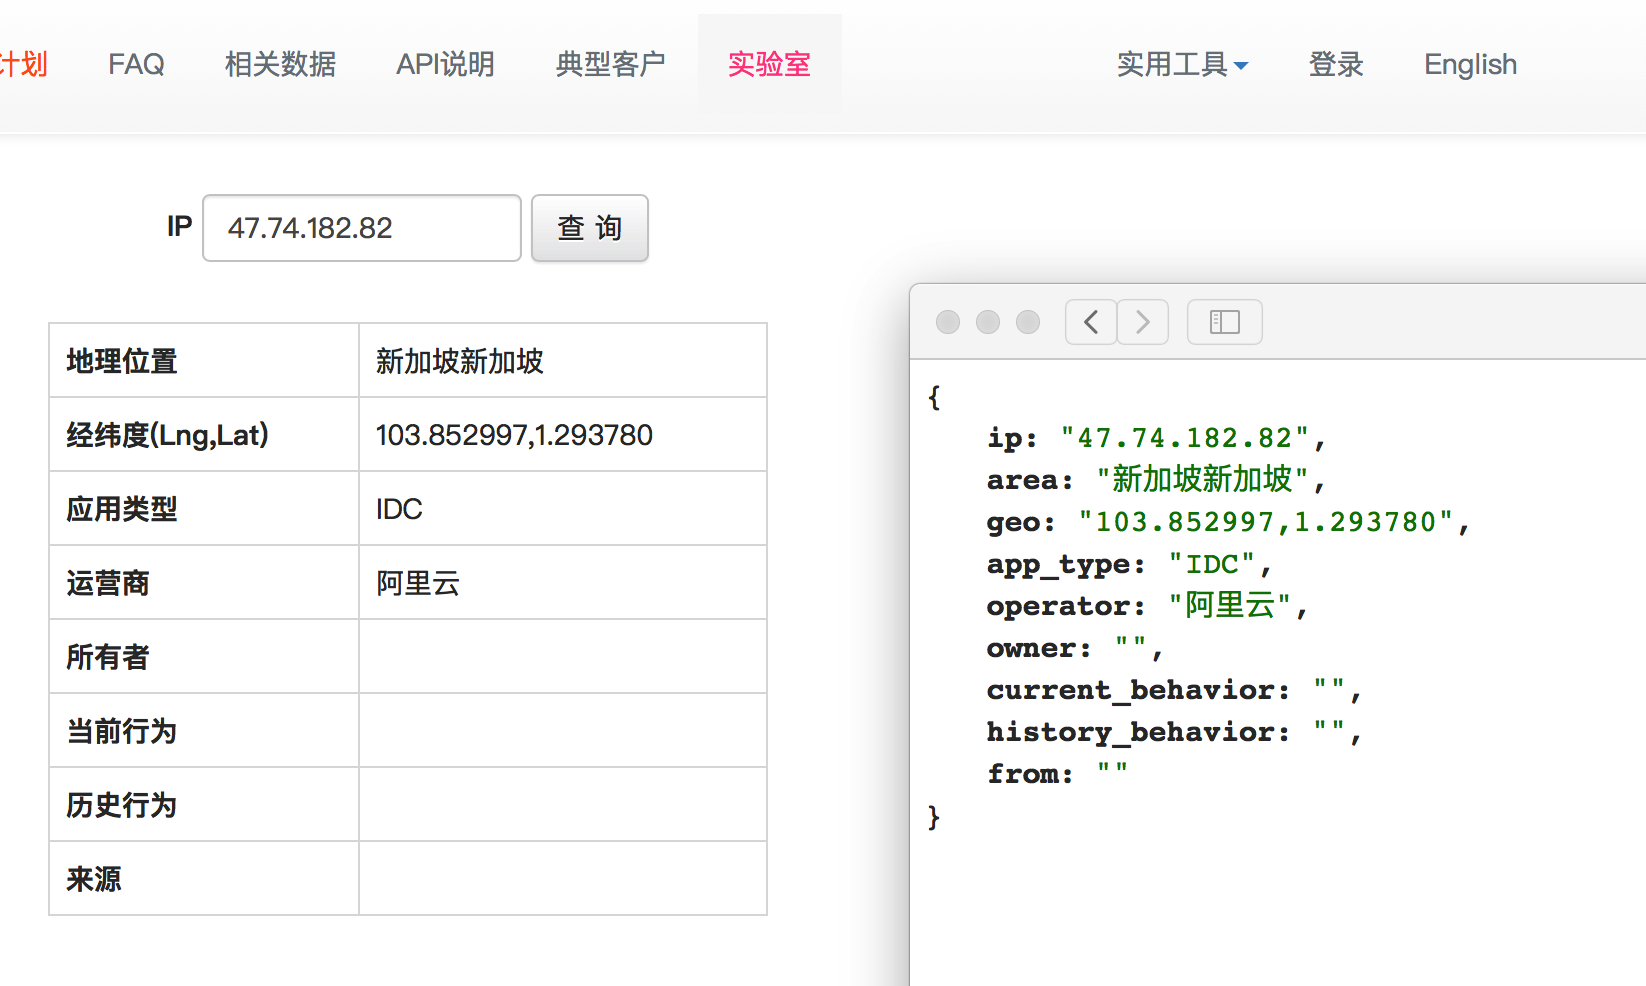 计划 FAQ 相关数据 API说明 典型客户 实验室 实用工具 登录 English
IP 47.74.182.82 查 询
地理位置 新加坡新加坡
经纬度(Lng,Lat) 103.852997,1.293780
应用类型 IDC
运营商 阿里云
所有者
当前行为
历史行为
来源
{
ip: "47.74.182.82",
area: "新加坡新加坡",
geo: "103.852997,1.293780",
app_type: "IDC",
operator: "阿里云",
owner: "",
current_behavior: "",
history_behavior: "",
from: ""
}